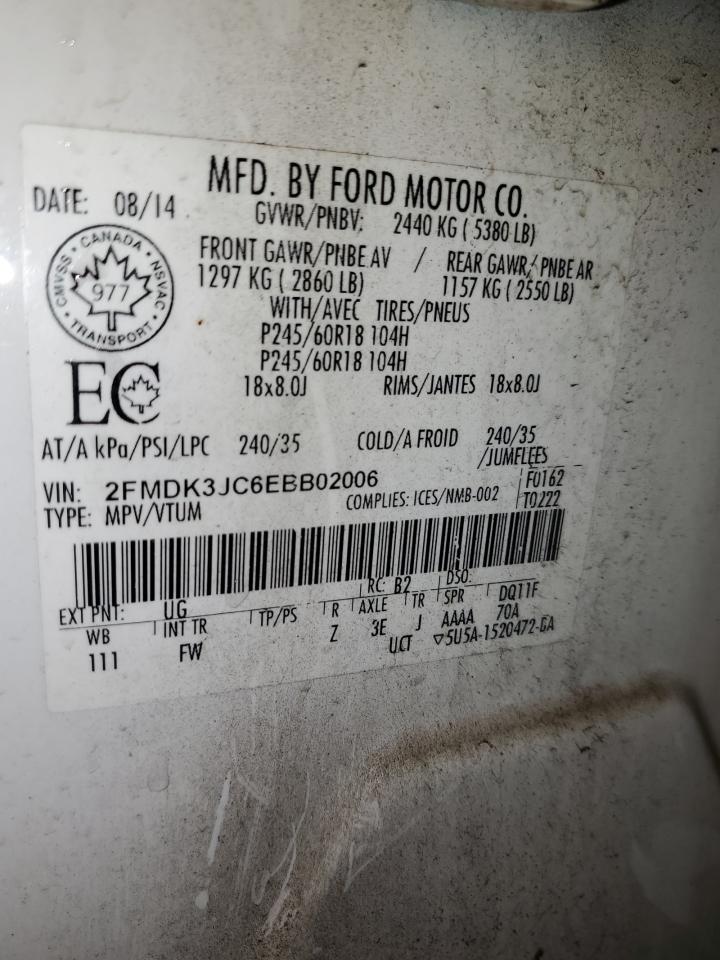 MFD. BY FORD MOTOR CO.
DATE: 08/14
GVWR/PNBV: 2440 KG ( 5380 LB)
FRONT GAWR/PNBE AV / REAR GAWR/PNBE AR
1297 KG ( 2860 LB) 1157 KG ( 2550 LB)
WITH/AVEC TIRES/PNEUS
P245/60R18 104H
P245/60R18 104H
18x8.0J RIMS/JANTES 18x8.0J
CMVSS • CANADA • NSVAC • TRANSPORT •
977
EC
AT/A kPa/PSI/LPC 240/35 COLD/A FROID 240/35
/JUMELEES
VIN: 2FMDK3JC6EBB02006
F0162
TYPE: MPV/VTUM COMPLIES: ICES/NMB-002 T0222
EXT PNT: UG RC: B2 DSO:
WB INT TR TP/PS R AXLE TR SPR DQ11F
111 FW Z 3E J AAAA 70A
UCT ▽5U5A-1520472-BA